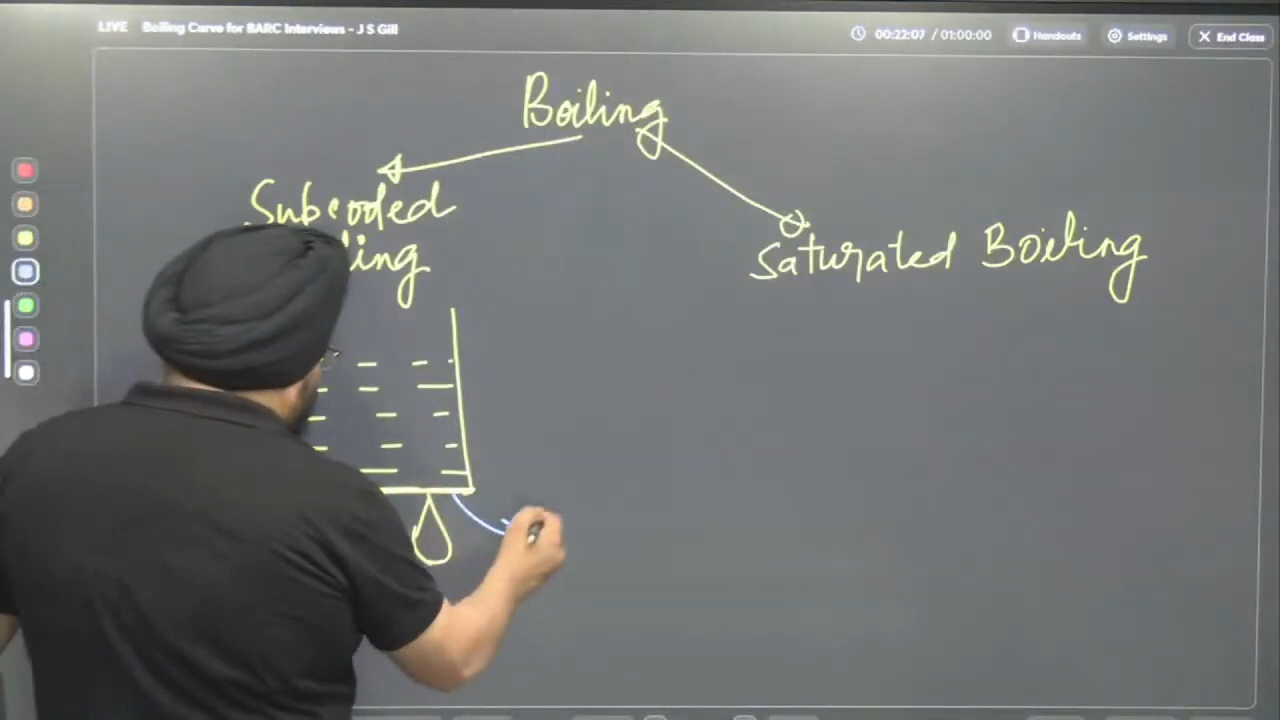 LIVE Boiling Curve for BARC Interviews - J S Gill
00:22:07 / 01:00:00
Handouts
Settings
End Class
Boiling
Subcooled
Saturated Boiling